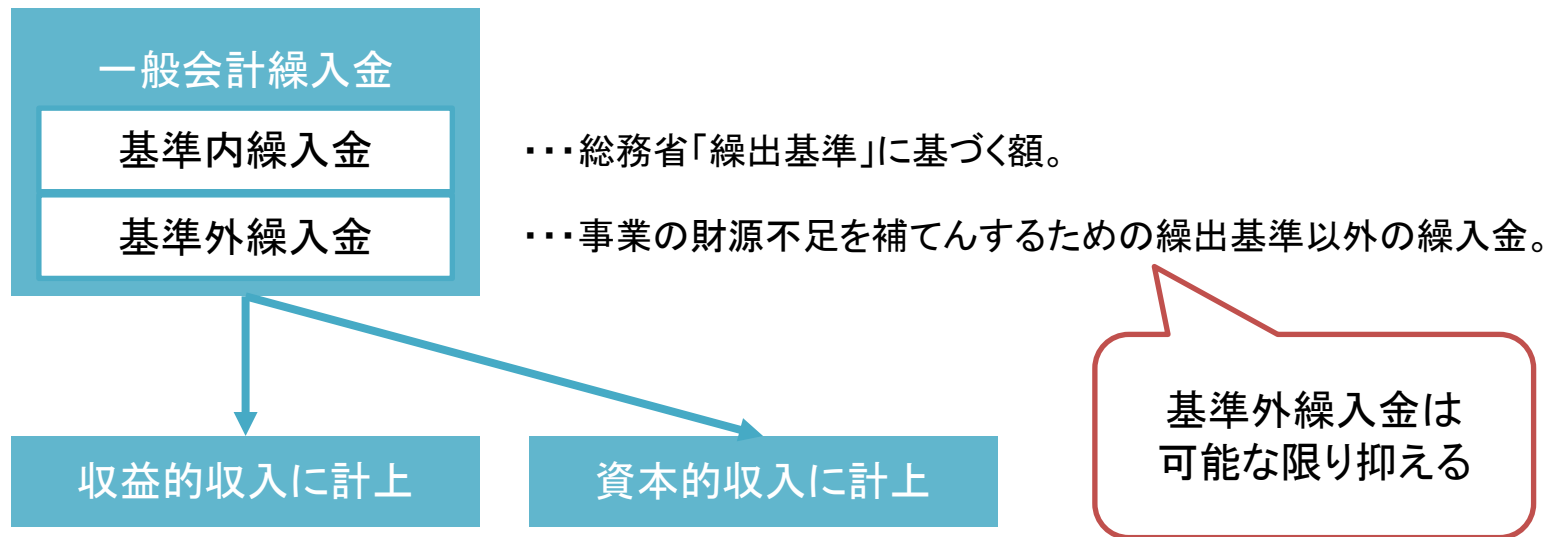 一般会計繰入金
基準内繰入金
・・・総務省「繰出基準」に基づく額。
基準外繰入金
・・・事業の財源不足を補てんするための繰出基準以外の繰入金。
基準外繰入金は
可能な限り抑える
収益的収入に計上
資本的収入に計上